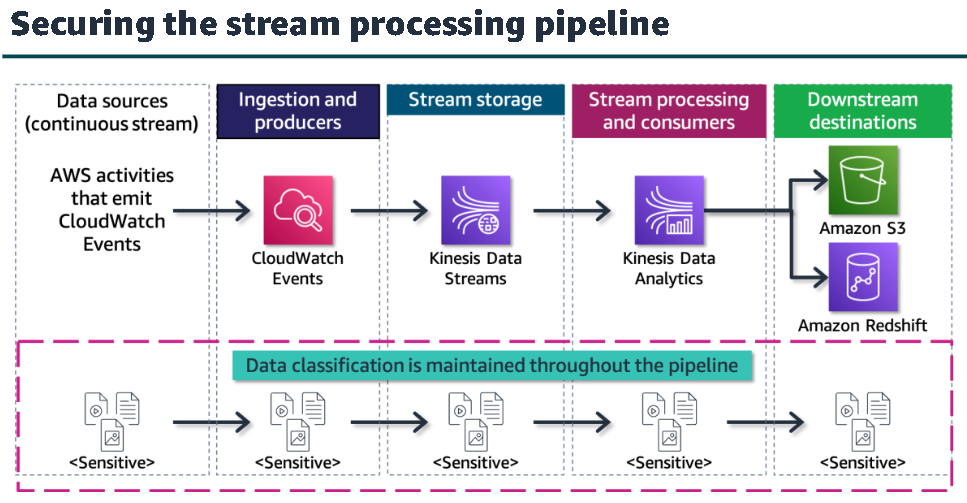 Securing the stream processing pipeline
Data sources
(continuous stream)
Ingestion and
producers
Stream storage
Stream processing
and consumers
Downstream
destinations
AWS activities
that emit
CloudWatch
Events
CloudWatch
Events
Kinesis Data
Streams
Kinesis Data
Analytics
Amazon S3
Amazon Redshift
Data classification is maintained throughout the pipeline
<Sensitive>
<Sensitive>
<Sensitive>
<Sensitive>
<Sensitive>